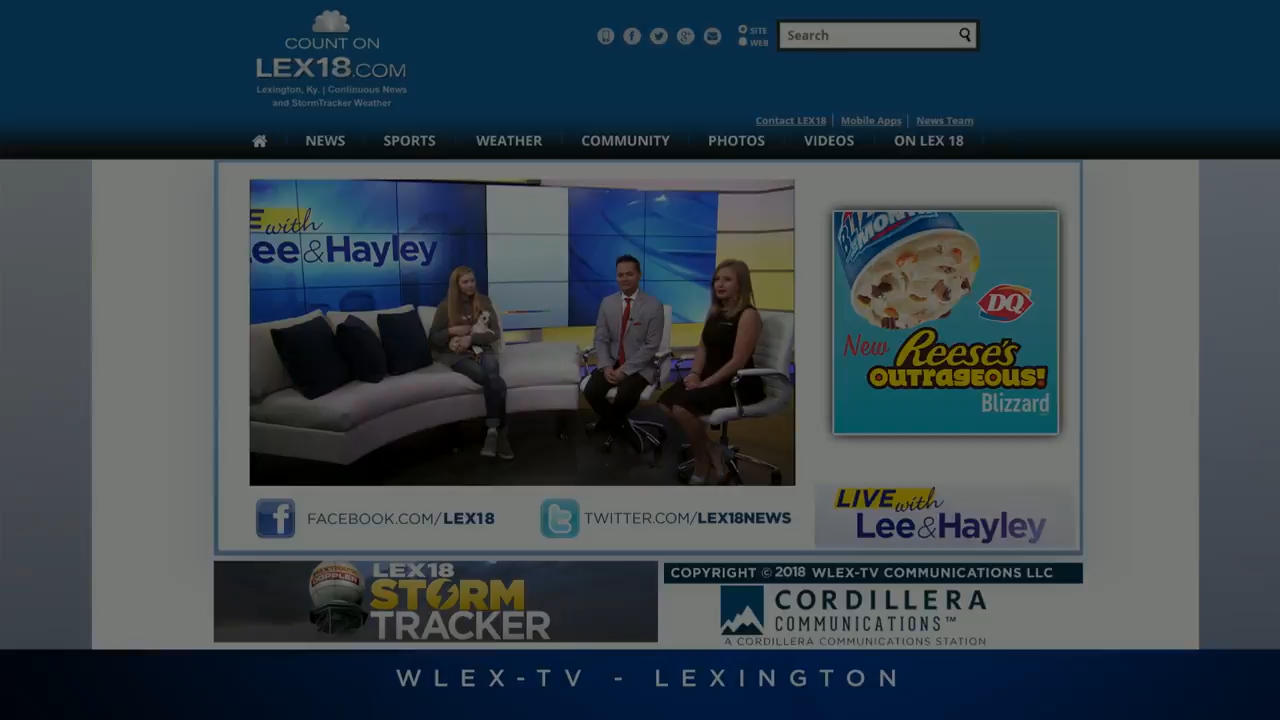 COUNT ON
LEX18.COM
Lexington, Ky. | Continuous News
and StormTracker Weather
SITE
WEB
Search
Contact LEX18 | Mobile Apps | News Team
NEWS SPORTS WEATHER COMMUNITY PHOTOS VIDEOS ON LEX 18
E with
ee&Hayley
DQ
New
Reese's
OUTRAGEOUS!
Blizzard
FACEBOOK.COM/LEX18
TWITTER.COM/LEX18NEWS
LIVE with
Lee&Hayley
LEX18
STORM
TRACKER
COPYRIGHT © 2018 WLEX-TV COMMUNICATIONS LLC
CORDILLERA
COMMUNICATIONS™
A CORDILLERA COMMUNICATIONS STATION
WLEX-TV - LEXINGTON